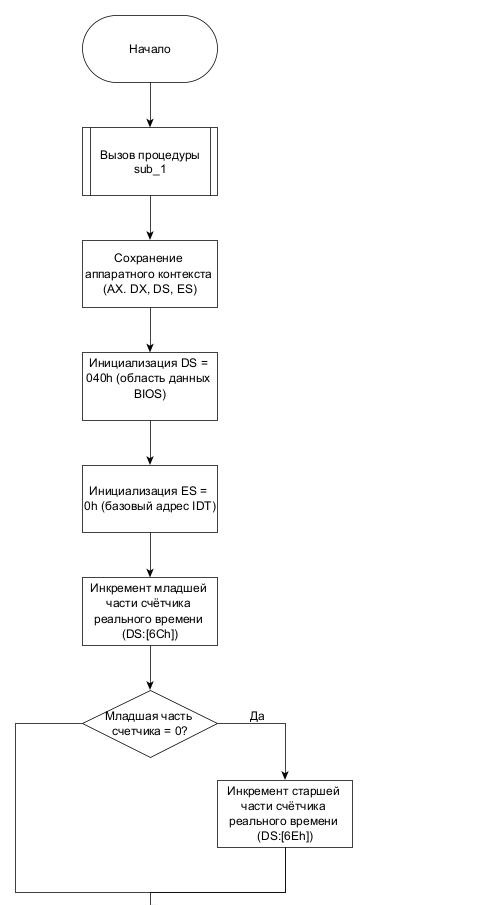 Начало
Вызов процедуры
sub_1
Сохранение
аппаратного контекста
(AX. DX, DS, ES)
Инициализация DS =
040h (область данных
BIOS)
Инициализация ES =
0h (базовый адрес IDT)
Инкремент младшей
части счётчика
реального времени
(DS:[6Ch])
Младшая часть
счетчика = 0?
Да
Инкремент старшей
части счётчика
реального времени
(DS:[6Eh])